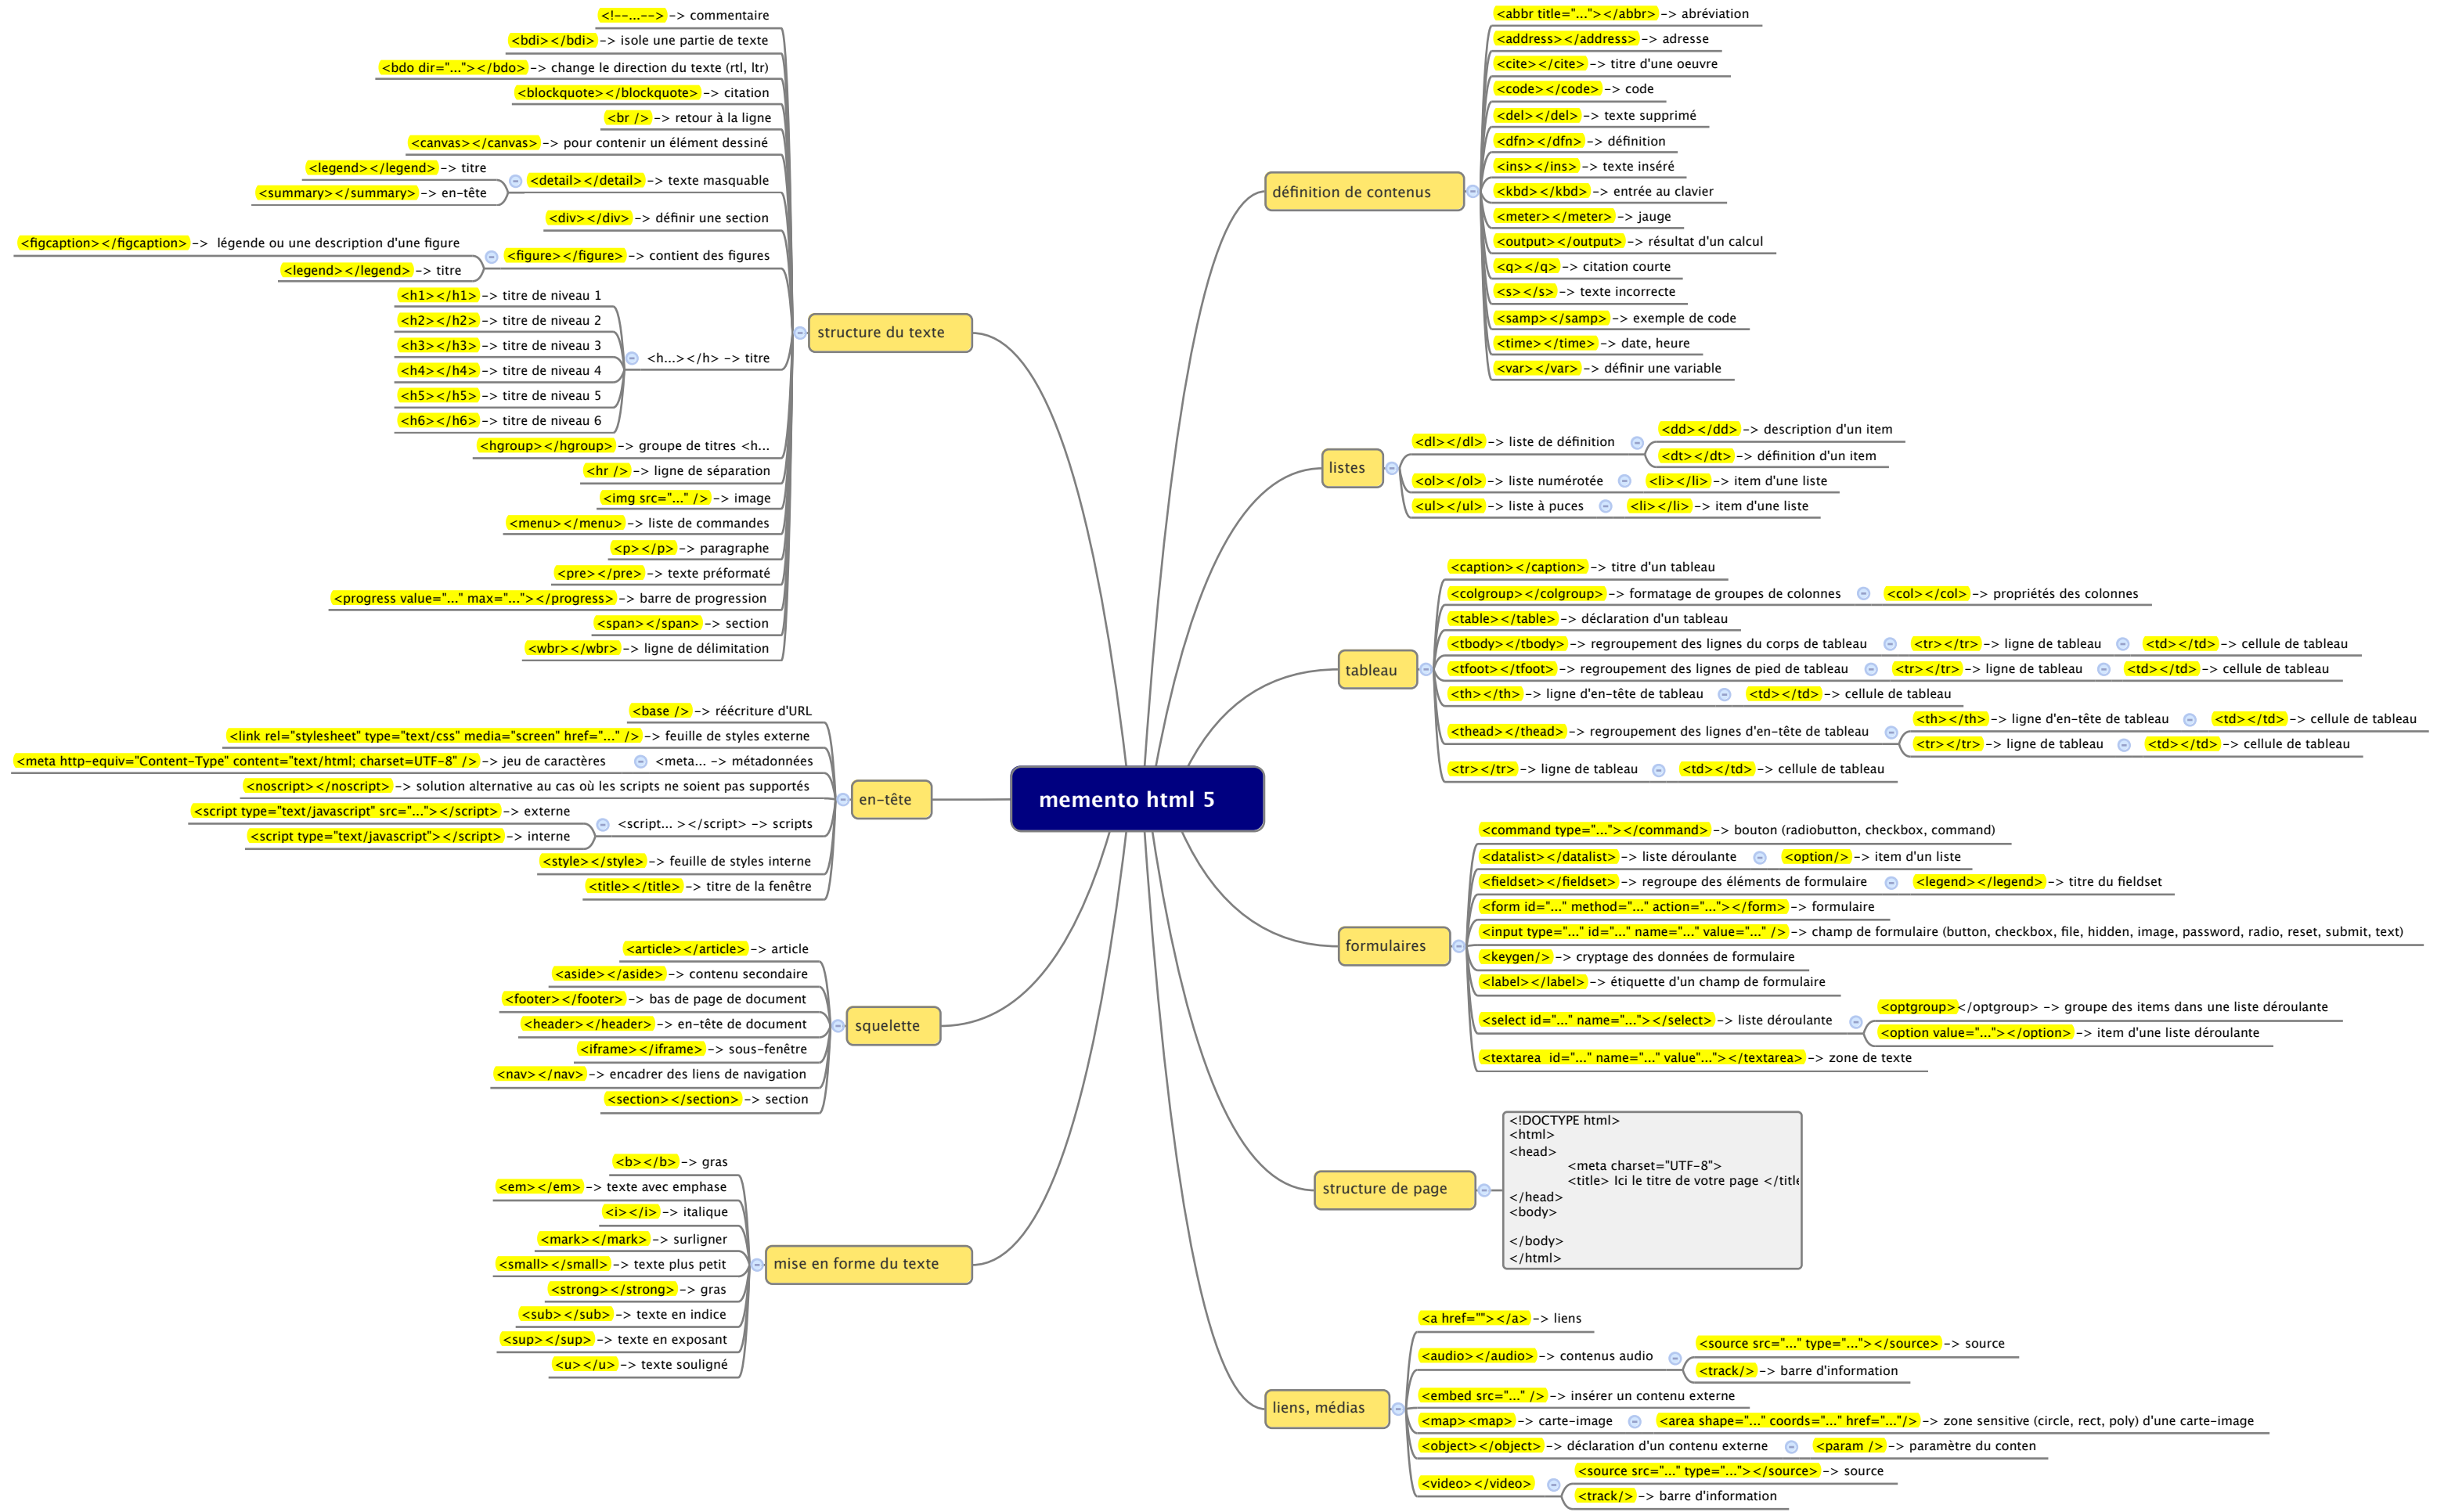 memento html 5
structure du texte
<!--...--> -> commentaire
<bdi></bdi> -> isole une partie de texte
<bdo dir="..."></bdo> -> change le direction du texte (rtl, ltr)
<blockquote></blockquote> -> citation
<br /> -> retour à la ligne
<canvas></canvas> -> pour contenir un élément dessiné
<detail></detail> -> texte masquable
<legend></legend> -> titre
<summary></summary> -> en-tête
<div></div> -> définir une section
<figure></figure> -> contient des figures
<figcaption></figcaption> -> légende ou une description d'une figure
<legend></legend> -> titre
<h...></h> -> titre
<h1></h1> -> titre de niveau 1
<h2></h2> -> titre de niveau 2
<h3></h3> -> titre de niveau 3
<h4></h4> -> titre de niveau 4
<h5></h5> -> titre de niveau 5
<h6></h6> -> titre de niveau 6
<hgroup></hgroup> -> groupe de titres <h...
<hr /> -> ligne de séparation
<img src="..." /> -> image
<menu></menu> -> liste de commandes
<p></p> -> paragraphe
<pre></pre> -> texte préformaté
<progress value="..." max="..."></progress> -> barre de progression
<span></span> -> section
<wbr></wbr> -> ligne de délimitation
en-tête
<base /> -> réécriture d'URL
<link rel="stylesheet" type="text/css" media="screen" href="..." /> -> feuille de styles externe
<meta... -> métadonnées
<meta http-equiv="Content-Type" content="text/html; charset=UTF-8" /> -> jeu de caractères
<noscript></noscript> -> solution alternative au cas où les scripts ne soient pas supportés
<script... ></script> -> scripts
<script type="text/javascript" src="..."></script> -> externe
<script type="text/javascript"></script> -> interne
<style></style> -> feuille de styles interne
<title></title> -> titre de la fenêtre
squelette
<article></article> -> article
<aside></aside> -> contenu secondaire
<footer></footer> -> bas de page de document
<header></header> -> en-tête de document
<iframe></iframe> -> sous-fenêtre
<nav></nav> -> encadrer des liens de navigation
<section></section> -> section
mise en forme du texte
<b></b> -> gras
<em></em> -> texte avec emphase
<i></i> -> italique
<mark></mark> -> surligner
<small></small> -> texte plus petit
<strong></strong> -> gras
<sub></sub> -> texte en indice
<sup></sup> -> texte en exposant
<u></u> -> texte souligné
définition de contenus
<abbr title="..."></abbr> -> abréviation
<address></address> -> adresse
<cite></cite> -> titre d'une oeuvre
<code></code> -> code
<del></del> -> texte supprimé
<dfn></dfn> -> définition
<ins></ins> -> texte inséré
<kbd></kbd> -> entrée au clavier
<meter></meter> -> jauge
<output></output> -> résultat d'un calcul
<q></q> -> citation courte
<s></s> -> texte incorrecte
<samp></samp> -> exemple de code
<time></time> -> date, heure
<var></var> -> définir une variable
listes
<dl></dl> -> liste de définition
<dd></dd> -> description d'un item
<dt></dt> -> définition d'un item
<ol></ol> -> liste numérotée
<li></li> -> item d'une liste
<ul></ul> -> liste à puces
<li></li> -> item d'une liste
tableau
<caption></caption> -> titre d'un tableau
<colgroup></colgroup> -> formatage de groupes de colonnes
<col></col> -> propriétés des colonnes
<table></table> -> déclaration d'un tableau
<tbody></tbody> -> regroupement des lignes du corps de tableau
<tr></tr> -> ligne de tableau
<td></td> -> cellule de tableau
<tfoot></tfoot> -> regroupement des lignes de pied de tableau
<tr></tr> -> ligne de tableau
<td></td> -> cellule de tableau
<th></th> -> ligne d'en-tête de tableau
<td></td> -> cellule de tableau
<thead></thead> -> regroupement des lignes d'en-tête de tableau
<th></th> -> ligne d'en-tête de tableau
<td></td> -> cellule de tableau
<tr></tr> -> ligne de tableau
<td></td> -> cellule de tableau
<tr></tr> -> ligne de tableau
<td></td> -> cellule de tableau
formulaires
<command type="..."></command> -> bouton (radiobutton, checkbox, command)
<datalist></datalist> -> liste déroulante
<option/> -> item d'un liste
<fieldset></fieldset> -> regroupe des éléments de formulaire
<legend></legend> -> titre du fieldset
<form id="..." method="..." action="..."></form> -> formulaire
<input type="..." id="..." name="..." value="..." /> -> champ de formulaire (button, checkbox, file, hidden, image, password, radio, reset, submit, text)
<keygen/> -> cryptage des données de formulaire
<label></label> -> étiquette d'un champ de formulaire
<select id="..." name="..."></select> -> liste déroulante
<optgroup></optgroup> -> groupe des items dans une liste déroulante
<option value="..."></option> -> item d'une liste déroulante
<textarea id="..." name="..." value"..."></textarea> -> zone de texte
structure de page
<!DOCTYPE html>
<html>
<head>
<meta charset="UTF-8">
<title> Ici le titre de votre page </titl
</head>
<body>
</body>
</html>
liens, médias
<a href=""></a> -> liens
<audio></audio> -> contenus audio
<source src="..." type="..."></source> -> source
<track/> -> barre d'information
<embed src="..." /> -> insérer un contenu externe
<map><map> -> carte-image
<area shape="..." coords="..." href="..."/> -> zone sensitive (circle, rect, poly) d'une carte-image
<object></object> -> déclaration d'un contenu externe
<param /> -> paramètre du conten
<video></video>
<source src="..." type="..."></source> -> source
<track/> -> barre d'information